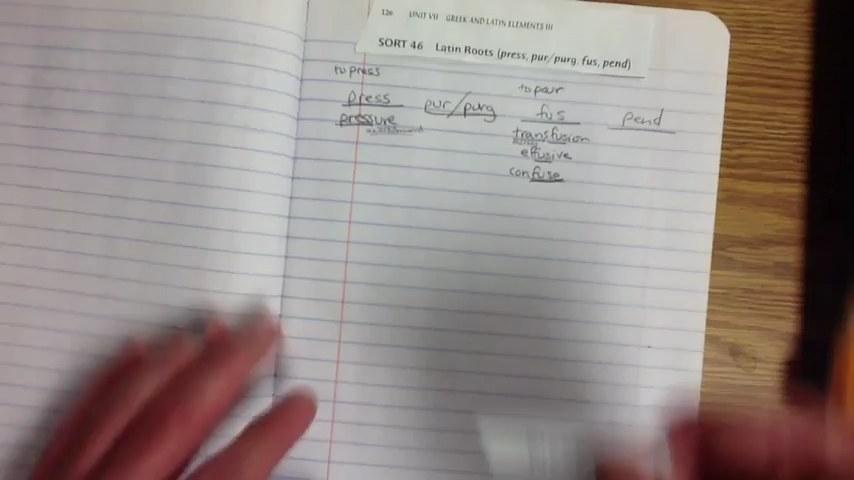 126 UNIT VII GREEK AND LATIN ELEMENTS III
SORT 46 Latin Roots (press, pur/purg, fus, pend)
to press
to pour
press pur/purg fus pend
pressure
transfusion
effusive
confuse